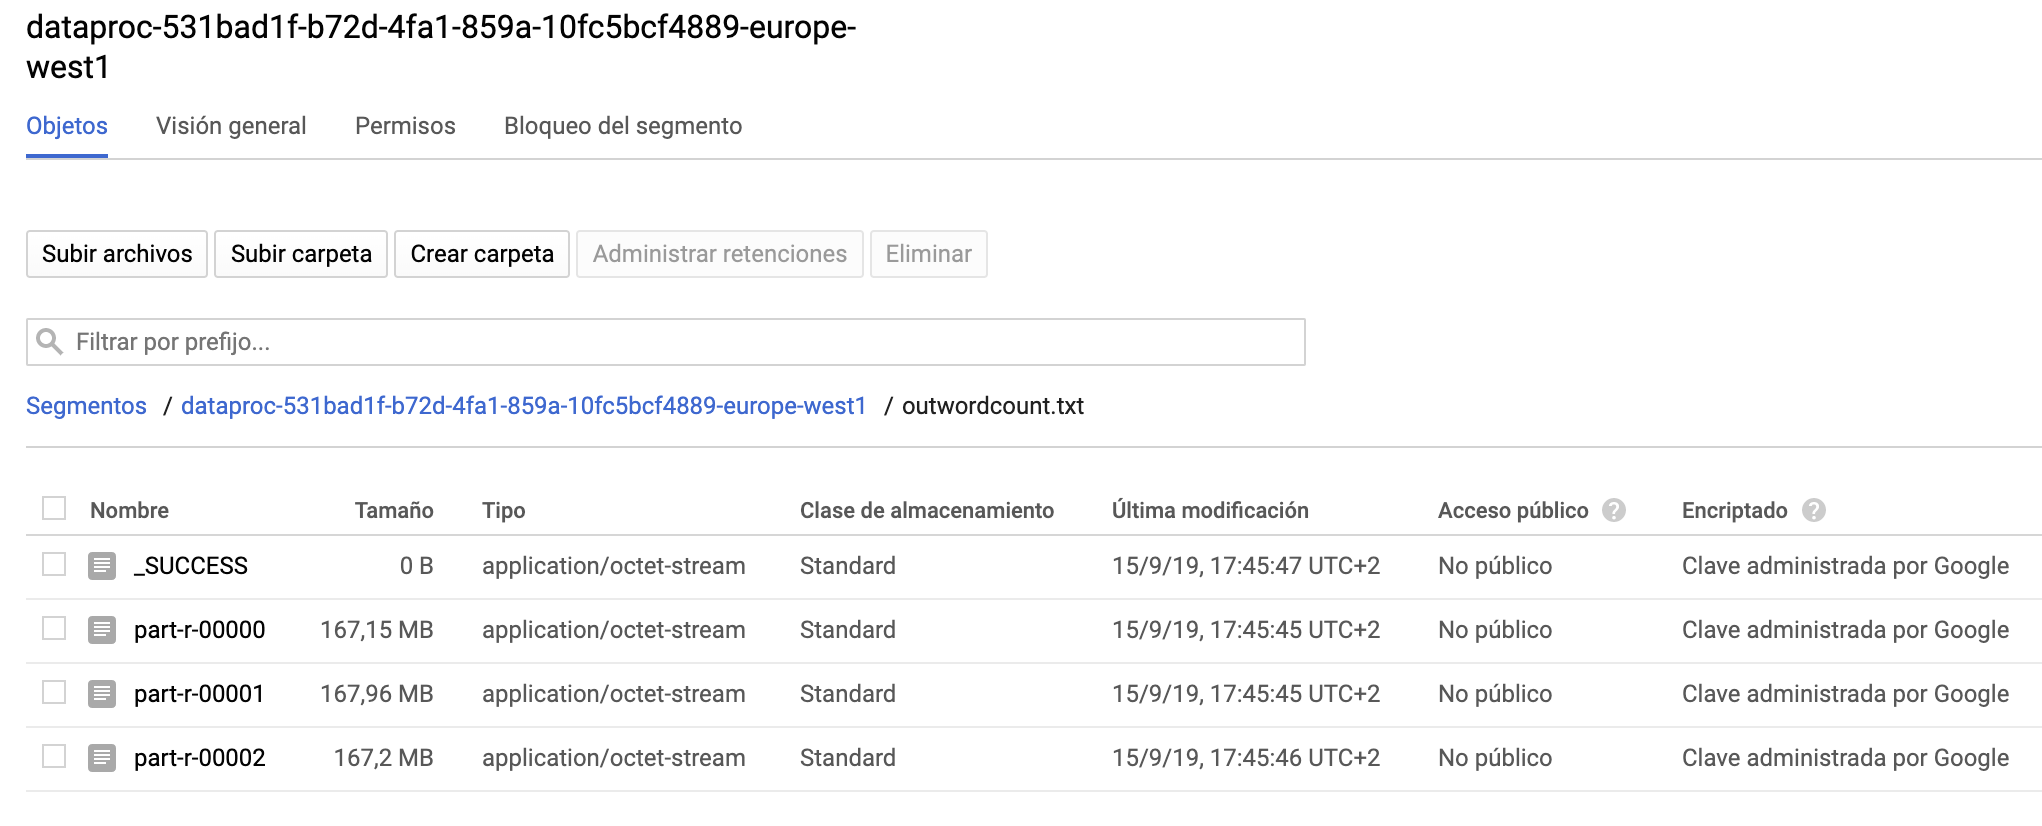 dataproc-531bad1f-b72d-4fa1-859a-10fc5bcf4889-europe-
west1
Objetos Visión general Permisos Bloqueo del segmento
Subir archivos Subir carpeta Crear carpeta Administrar retenciones Eliminar
Filtrar por prefijo...
Segmentos / dataproc-531bad1f-b72d-4fa1-859a-10fc5bcf4889-europe-west1 / outwordcount.txt
Nombre Tamaño Tipo Clase de almacenamiento Última modificación Acceso público ? Encriptado ?
_SUCCESS 0 B application/octet-stream Standard 15/9/19, 17:45:47 UTC+2 No público Clave administrada por Google
part-r-00000 167,15 MB application/octet-stream Standard 15/9/19, 17:45:45 UTC+2 No público Clave administrada por Google
part-r-00001 167,96 MB application/octet-stream Standard 15/9/19, 17:45:45 UTC+2 No público Clave administrada por Google
part-r-00002 167,2 MB application/octet-stream Standard 15/9/19, 17:45:46 UTC+2 No público Clave administrada por Google